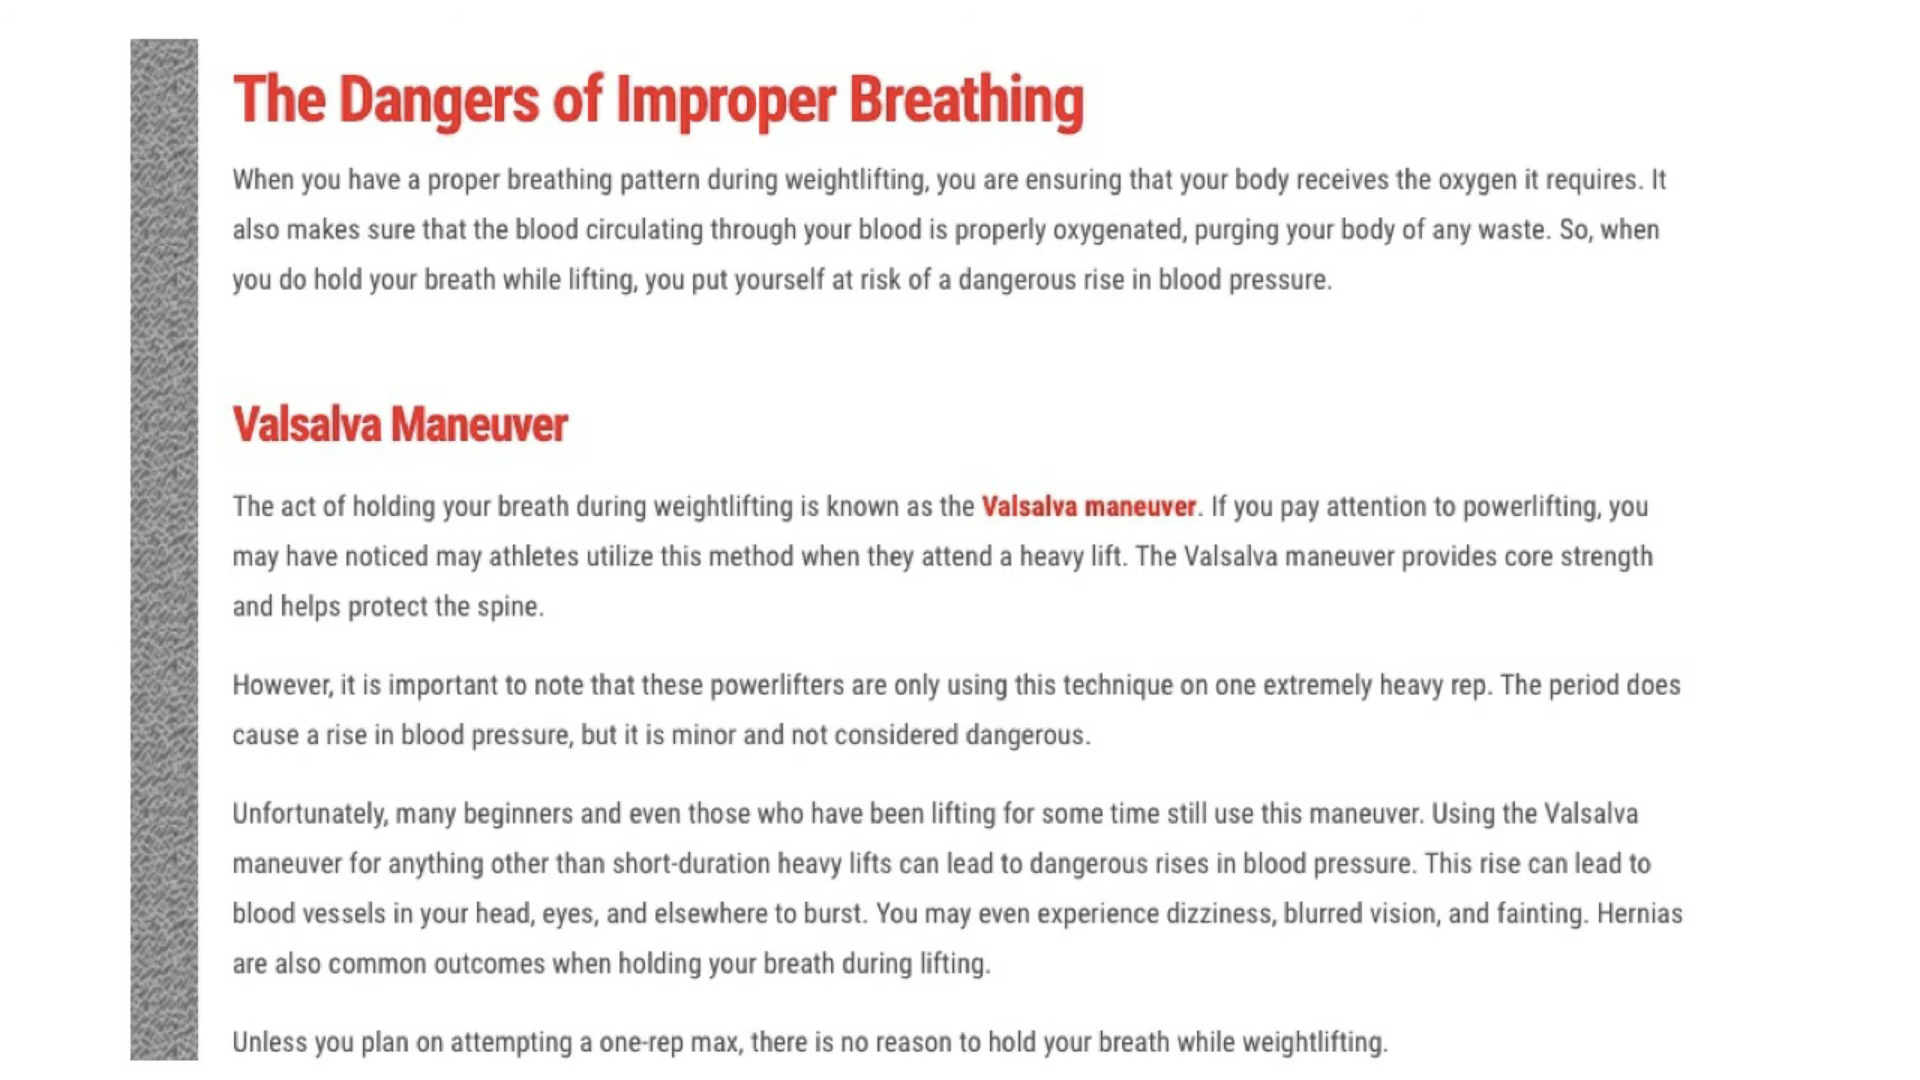 The Dangers of Improper Breathing
When you have a proper breathing pattern during weightlifting, you are ensuring that your body receives the oxygen it requires. It
also makes sure that the blood circulating through your blood is properly oxygenated, purging your body of any waste. So, when
you do hold your breath while lifting, you put yourself at risk of a dangerous rise in blood pressure.
Valsalva Maneuver
The act of holding your breath during weightlifting is known as the Valsalva maneuver. If you pay attention to powerlifting, you
may have noticed may athletes utilize this method when they attend a heavy lift. The Valsalva maneuver provides core strength
and helps protect the spine.
However, it is important to note that these powerlifters are only using this technique on one extremely heavy rep. The period does
cause a rise in blood pressure, but it is minor and not considered dangerous.
Unfortunately, many beginners and even those who have been lifting for some time still use this maneuver. Using the Valsalva
maneuver for anything other than short-duration heavy lifts can lead to dangerous rises in blood pressure. This rise can lead to
blood vessels in your head, eyes, and elsewhere to burst. You may even experience dizziness, blurred vision, and fainting. Hernias
are also common outcomes when holding your breath during lifting.
Unless you plan on attempting a one-rep max, there is no reason to hold your breath while weightlifting.